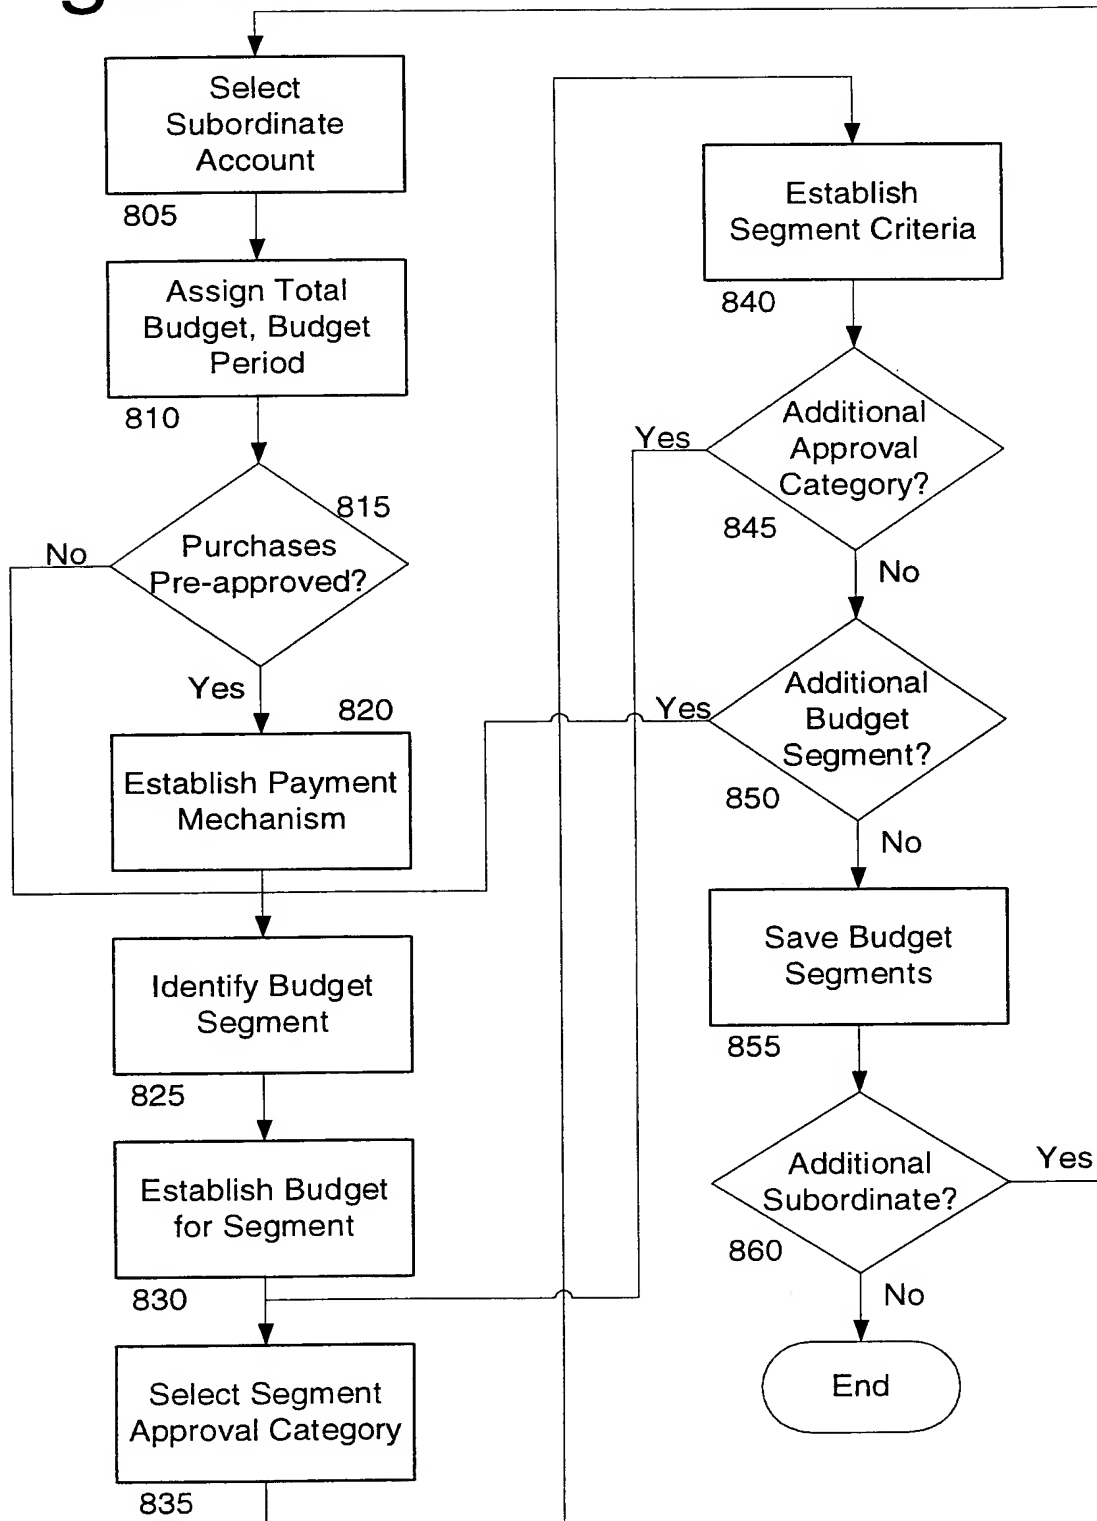 Select
Subordinate
Account
805
Assign Total
Budget, Budget
Period
810
815
Purchases
Pre-approved?
No
Yes
820
Establish Payment
Mechanism
Identify Budget
Segment
825
Establish Budget
for Segment
830
Select Segment
Approval Category
835
Establish
Segment Criteria
840
Additional
Approval
Category?
Yes
845
No
Additional
Budget
Segment?
Yes
850
No
Save Budget
Segments
855
Additional
Subordinate?
Yes
860
No
End